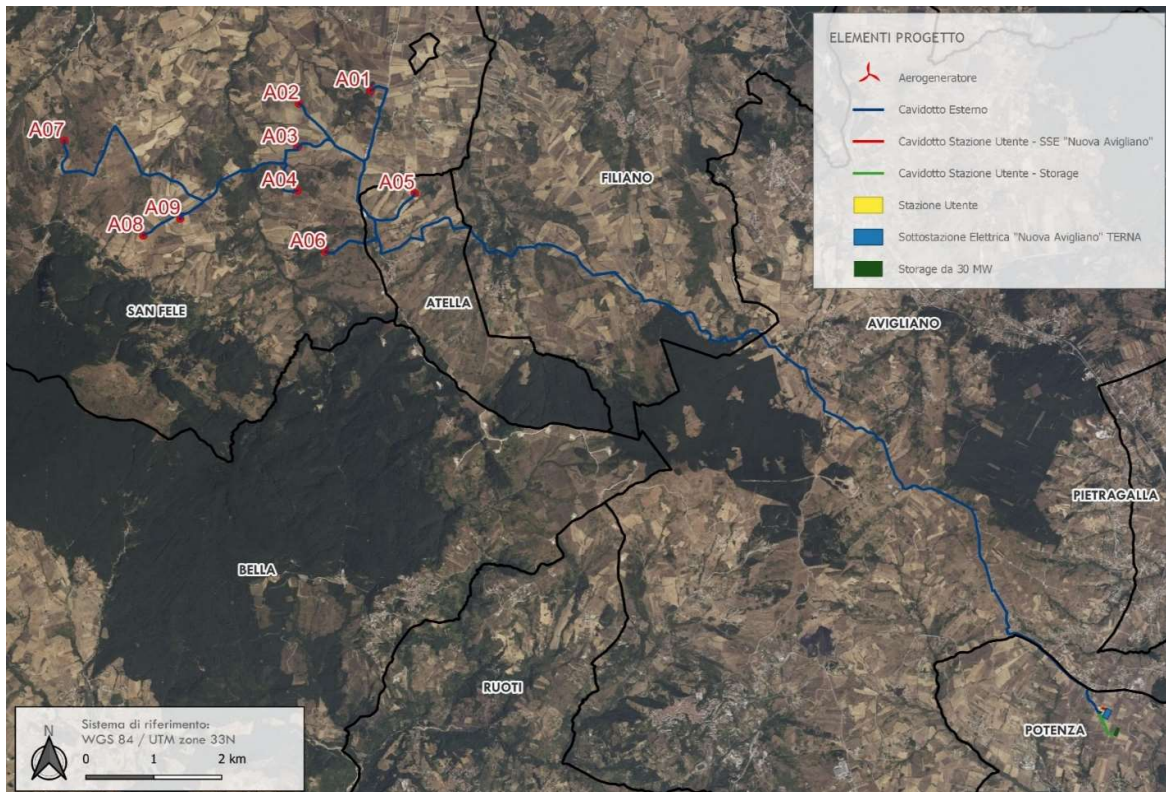 ELEMENTI PROGETTO
Aerogeneratore
Cavidotto Esterno
Cavidotto Stazione Utente - SSE "Nuova Avigliano"
Cavidotto Stazione Utente - Storage
Stazione Utente
Sottostazione Elettrica "Nuova Avigliano" TERNA
Storage da 30 MW
A01
A02
A03
A07
A04
A05
A09
A08
A06
FILIANO
SAN FELE
ATELLA
AVIGLIANO
PIETRAGALLA
BELLA
RUOTI
POTENZA
N
Sistema di riferimento:
WGS 84 / UTM zone 33N
0 1 2 km